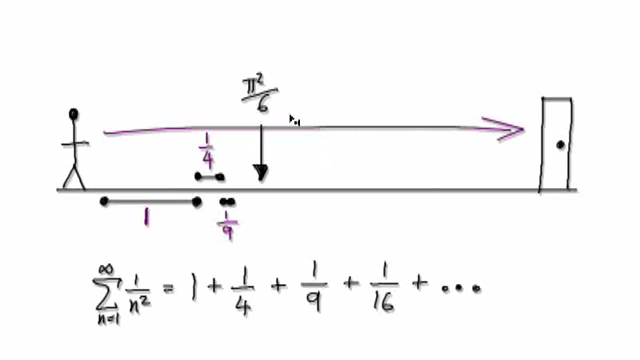 π²/6
1/4
1
1/9
∞∑n=1 1/n² = 1 + 1/4 + 1/9 + 1/16 + ...